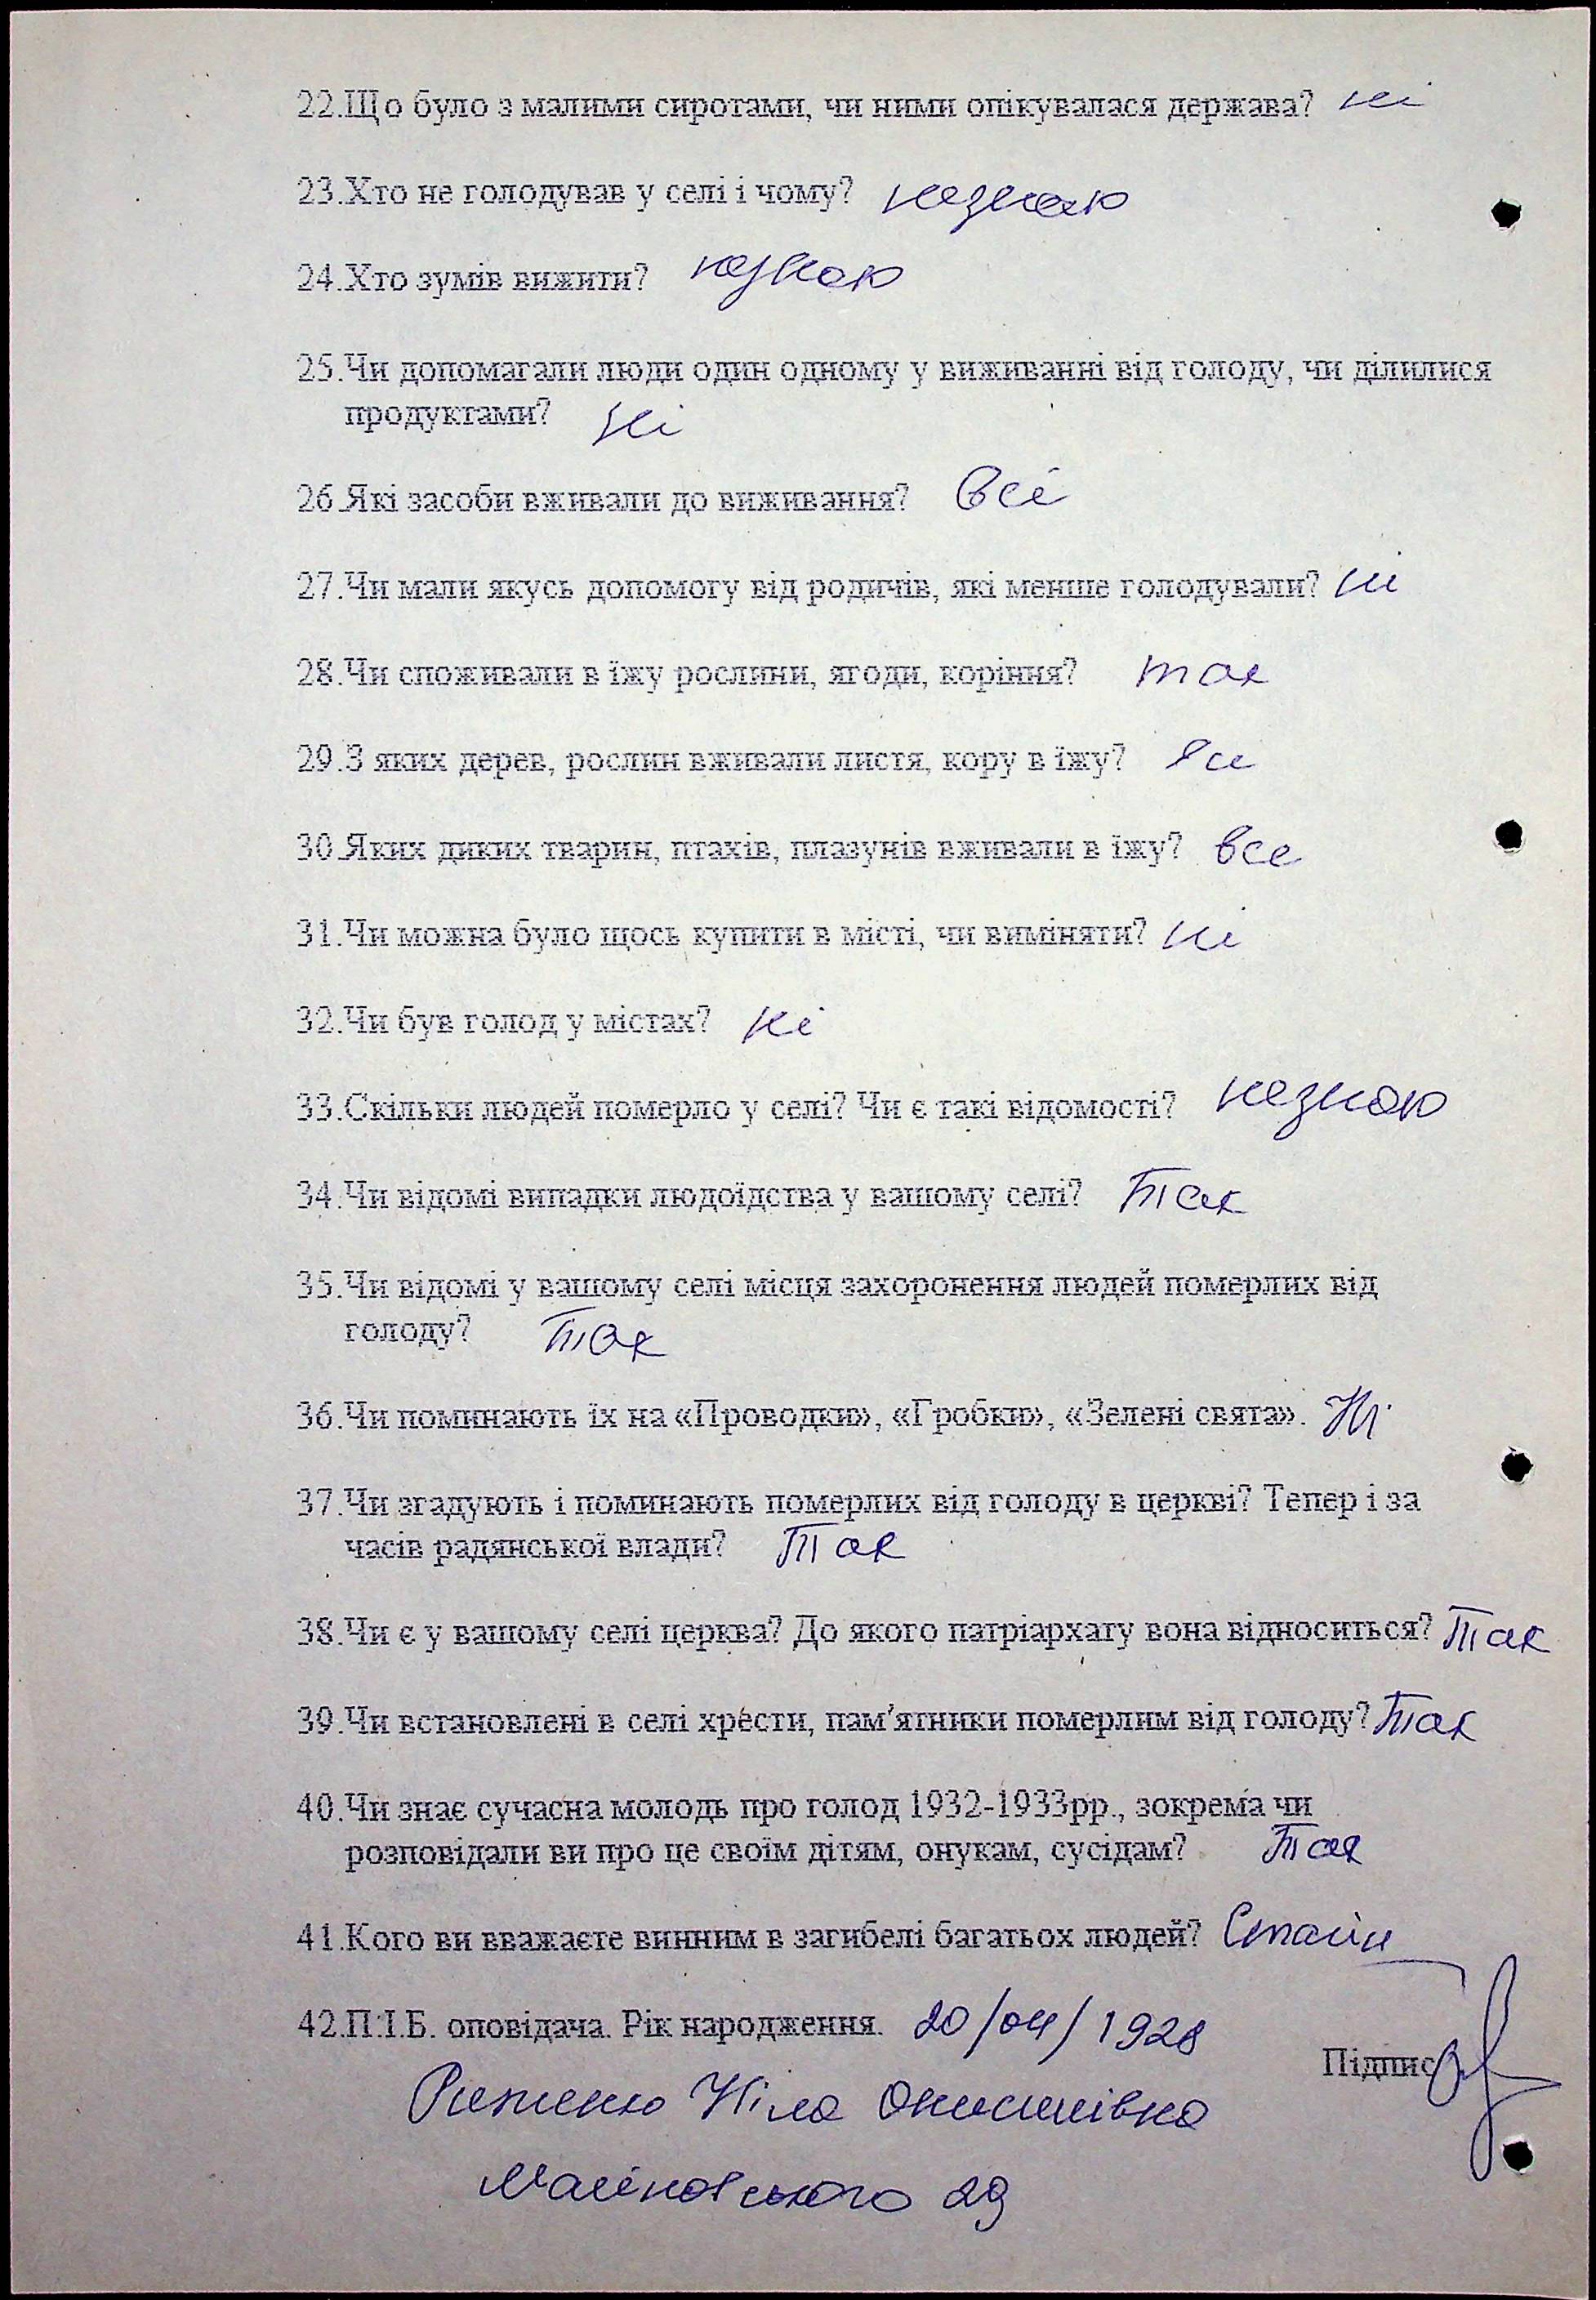 22.Що було з малими сиротами, чи ними опікувалася держава? ні
23.Хто не голодував у селі і чому? незнаю
24.Хто зумів вижити? незнаю
25.Чи допомагали люди один одному у виживанні від голоду, чи ділилися
продуктами? Ні
26.Які засоби вживали до виживання? Всі
27.Чи мали якусь допомогу від родичів, які менше голодували? ні
28.Чи споживали в їжу рослини, ягоди, коріння? так
29.З яких дерев, рослин вживали листя, кору в їжу?
30.Яких диких тварин, птахів, плазунів вживали в їжу? все
31.Чи можна було щось купити в місті, чи виміняти? ні
32.Чи був голод у містах? ні
33.Скільки людей померло у селі? Чи є такі відомості? незнаю
34.Чи відомі випадки людоїдства у вашому селі? Так
35.Чи відомі у вашому селі місця захоронення людей померлих від
голоду? Так
36.Чи поминають їх на «Проводки», «Гробки», «Зелені свята». Ні
37.Чи згадують і поминають померлих від голоду в церкві? Тепер і за
часів радянської влади? Так
38.Чи є у вашому селі церква? До якого патріархату вона відноситься? Так
39.Чи встановлені в селі хрести, пам'ятники померлим від голоду? Так
40.Чи знає сучасна молодь про голод 1932-1933рр., зокрема чи
розповідали ви про це своїм дітям, онукам, сусідам? Так
41.Кого ви вважаєте винним в загибелі багатьох людей?
42.П.І.Б. оповідача. Рік народження. 20/04/1928
Підпис
Ніла Онисимівна
29